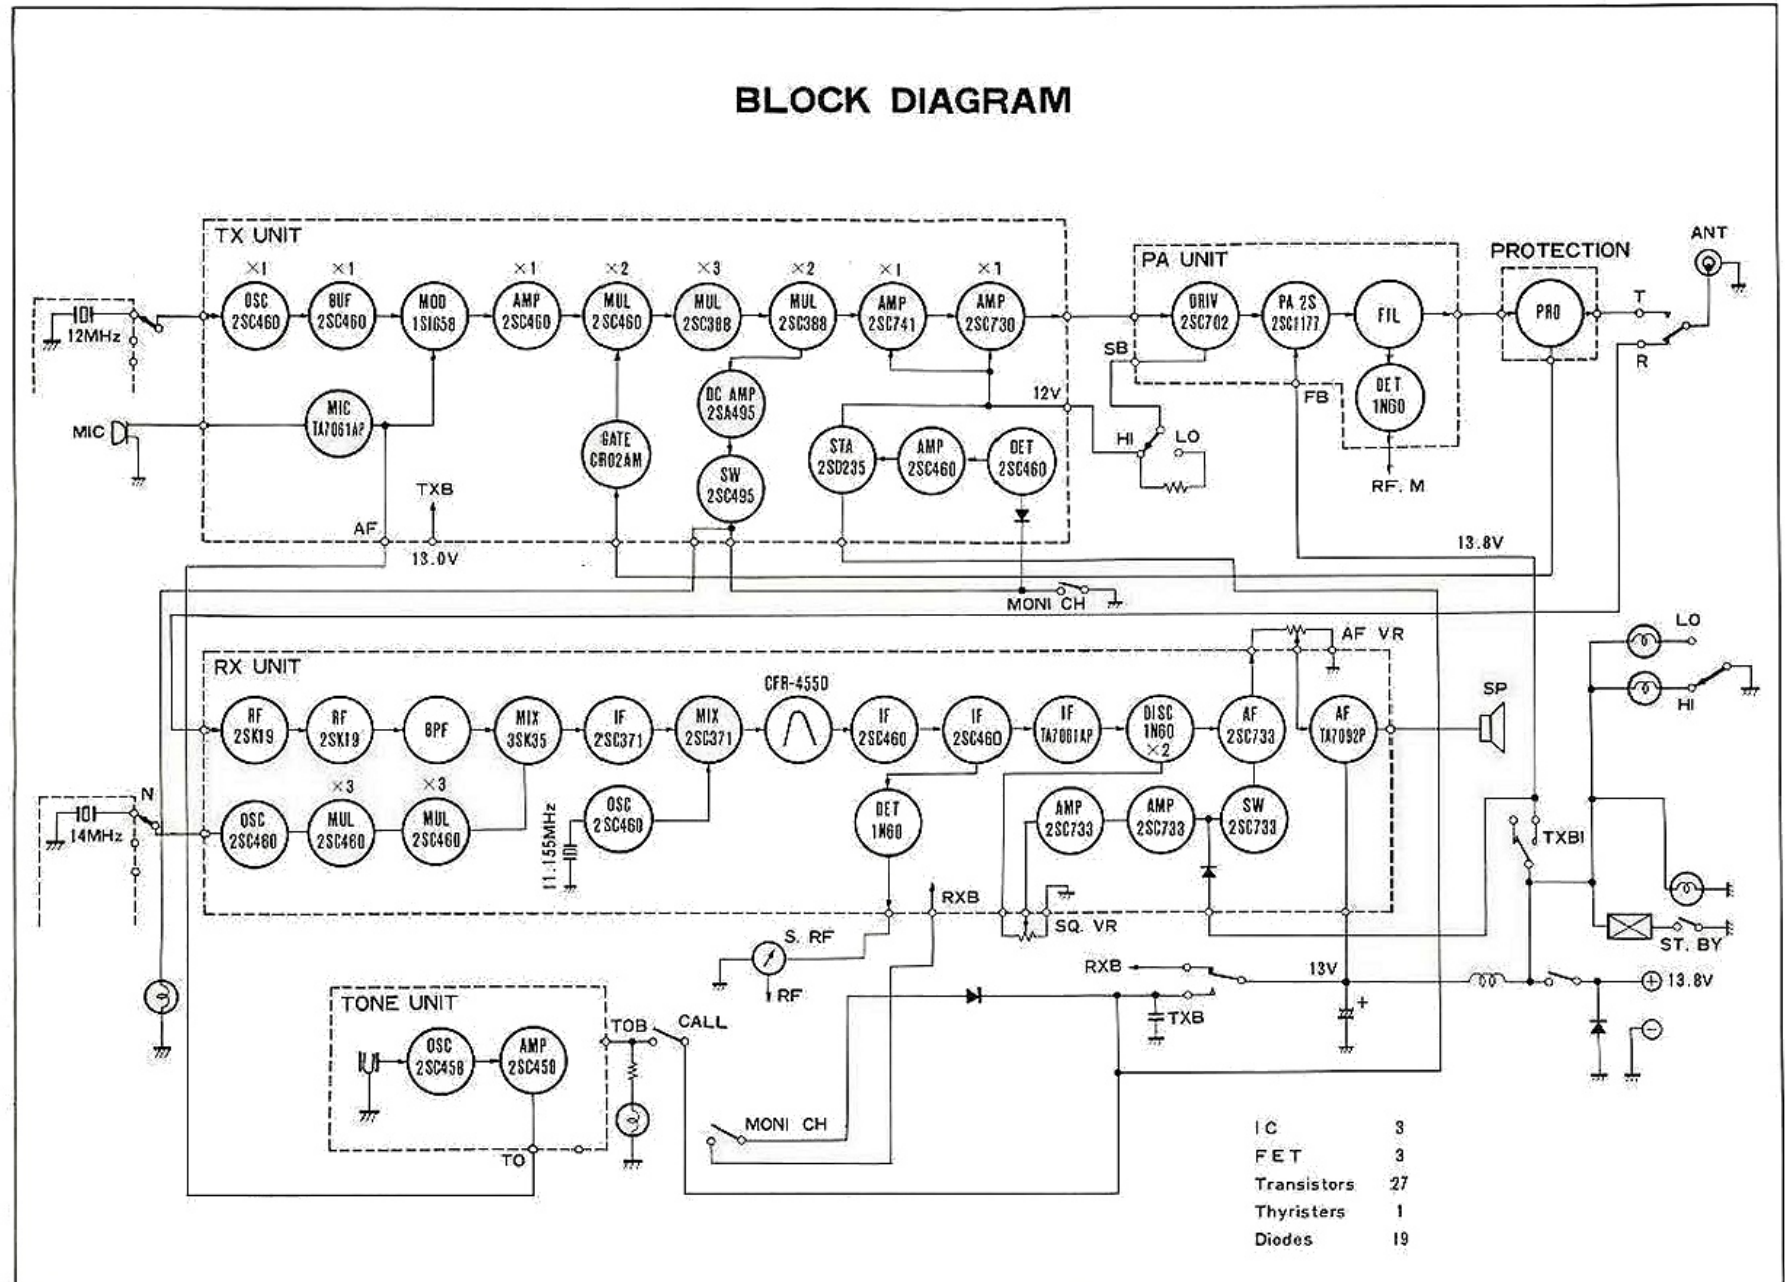 BLOCK DIAGRAM
TX UNIT
×1
×1
×1
×2
×3
×2
×1
×1
OSC
2SC460
BUF
2SC460
MOD
1S1658
AMP
2SC460
MUL
2SC460
MUL
2SC388
MUL
2SC388
AMP
2SC741
AMP
2SC730
12MHz
MIC
MIC
TA7061AP
GATE
CR02AM
DC AMP
2SA495
SW
2SC495
STA
2SD235
AMP
2SC460
DET
2SC460
12V
AF
TXB
13.0V
PA UNIT
DRIV
2SC702
PA 2S
2SC1177
FIL
DET
1N60
SB
FB
HI
LO
RF. M
PROTECTION
PRO
ANT
T
R
13.8V
MONI CH
RX UNIT
AF VR
CFR-455D
RF
2SK19
RF
2SK19
BPF
MIX
3SK35
IF
2SC371
MIX
2SC371
IF
2SC460
IF
2SC460
IF
TA7061AP
DISC
1N60
×2
AF
2SC733
AF
TA7092P
SP
LO
HI
N
14MHz
OSC
2SC460
×3
MUL
2SC460
×3
MUL
2SC460
11.155MHz
OSC
2SC460
DET
1N60
AMP
2SC733
AMP
2SC733
SW
2SC733
TXB1
RXB
SQ. VR
S. RF
RF
ST. BY
RXB
13V
TXB
+
+ 13.8V
−
TONE UNIT
OSC
2SC458
AMP
2SC458
TOB
CALL
TO
MONI CH
IC 3
FET 3
Transistors 27
Thyristers 1
Diodes 19